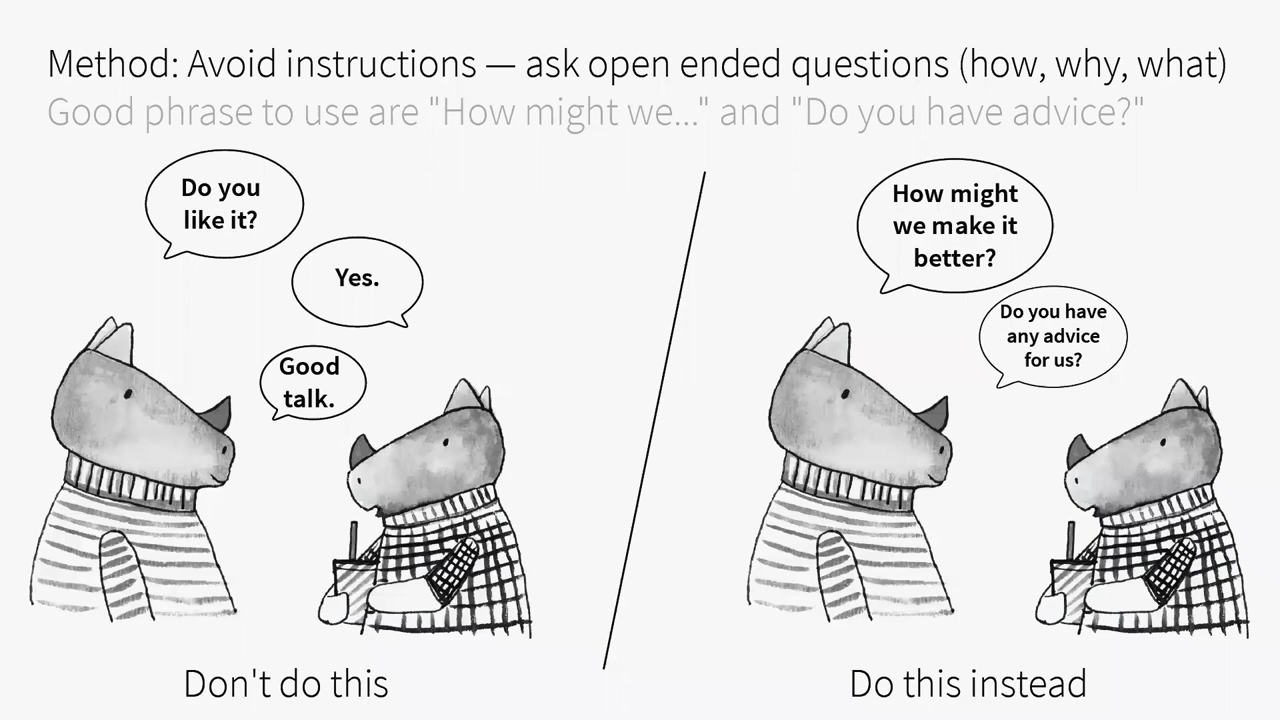 Method: Avoid instructions — ask open ended questions (how, why, what)
Good phrase to use are "How might we..." and "Do you have advice?"
Do you
like it?
Yes.
Good
talk.
Don't do this
How might
we make it
better?
Do you have
any advice
for us?
Do this instead